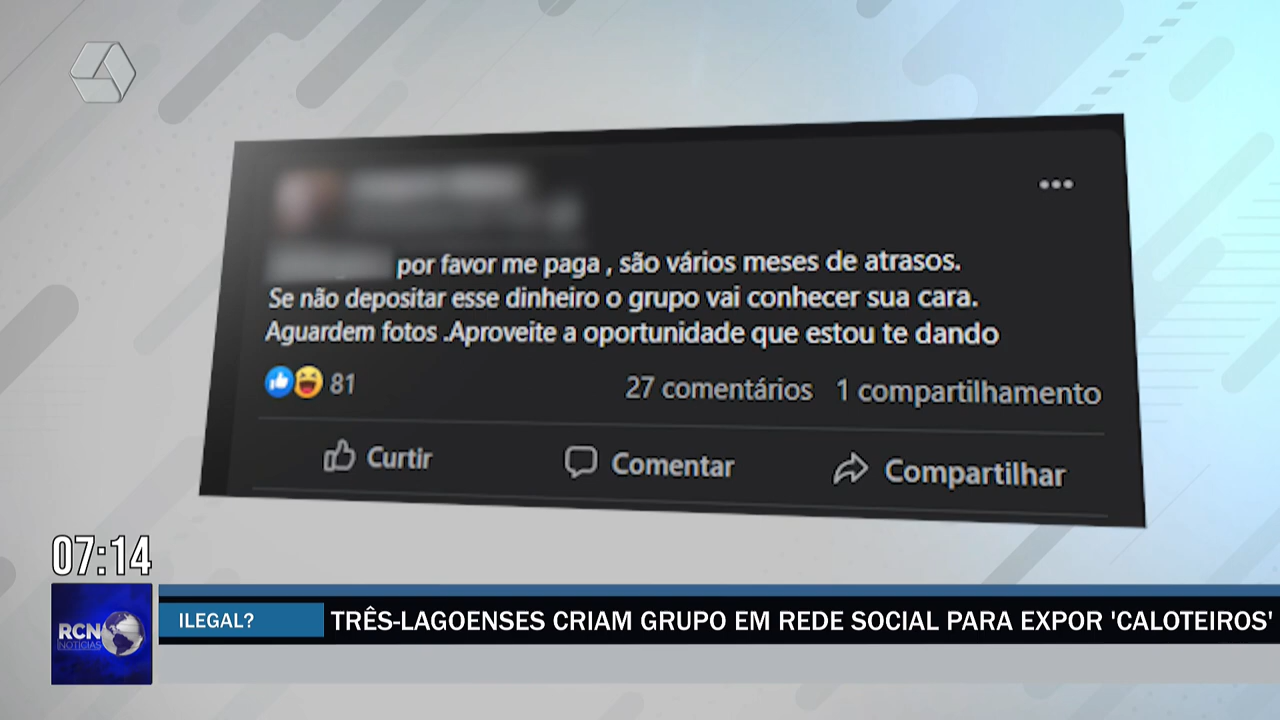 por favor me paga , são vários meses de atrasos.
Se não depositar esse dinheiro o grupo vai conhecer sua cara.
Aguardem fotos .Aproveite a oportunidade que estou te dando
81
27 comentários 1 compartilhamento
Curtir Comentar Compartilhar
07:14
RCN
NOTÍCIAS
ILEGAL?
TRÊS-LAGOENSES CRIAM GRUPO EM REDE SOCIAL PARA EXPOR 'CALOTEIROS'